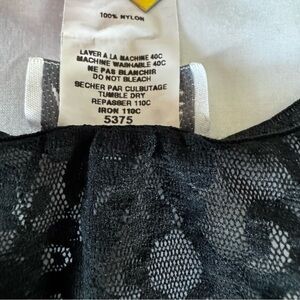 100% NYLON
LAVER A LA MACHINE 40C
MACHINE WASHABLE 40C
NE PAS BLANCHIR
DO NOT BLEACH
SECHER PAR CULBUTAGE
TUMBLE DRY
REPASSER 110C
IRON 110C
5375